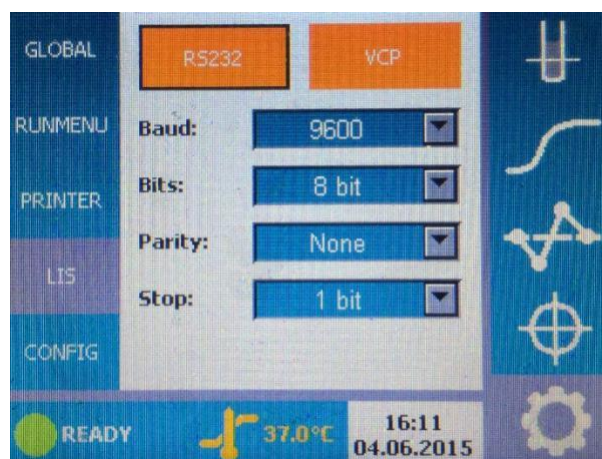 GLOBAL
RUNMENU
PRINTER
LIS
CONFIG
RS232 VCP
Baud: 9600
Bits: 8 bit
Parity: None
Stop: 1 bit
READY 37.0°C 16:11
04.06.2015